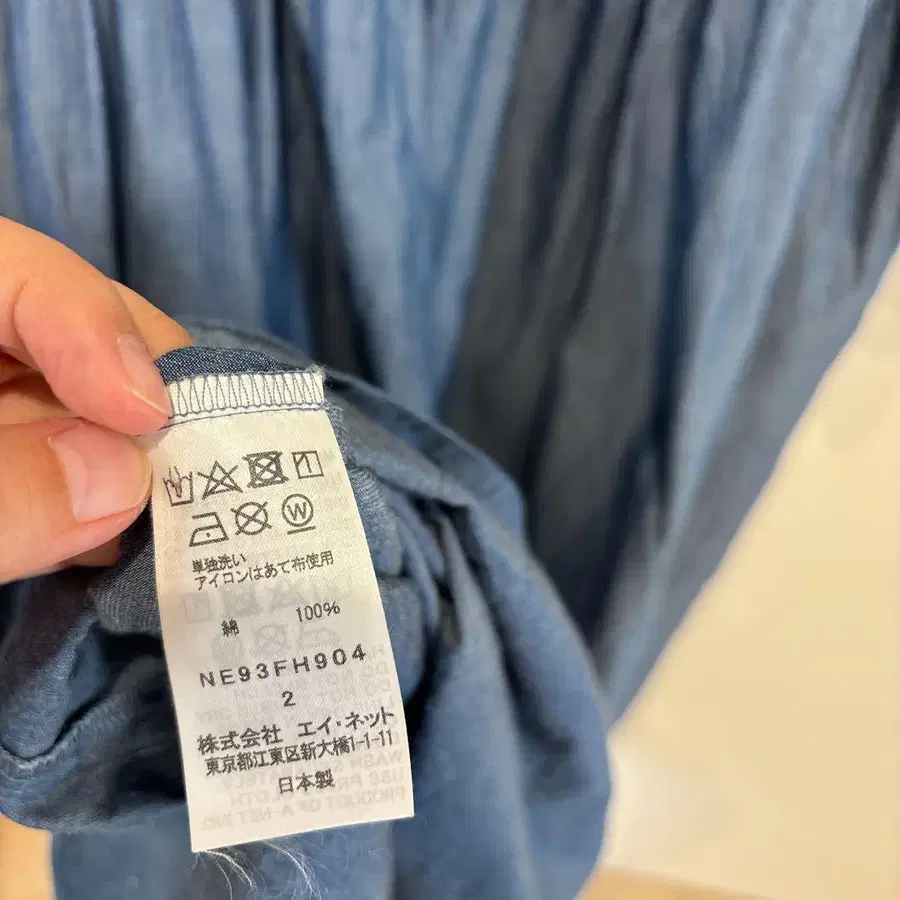 W
単独洗い
アイロンはあて布使用
綿 100%
NE93FH904
2
株式会社 エイ・ネット
東京都江東区新大橋1-1-11
日本製